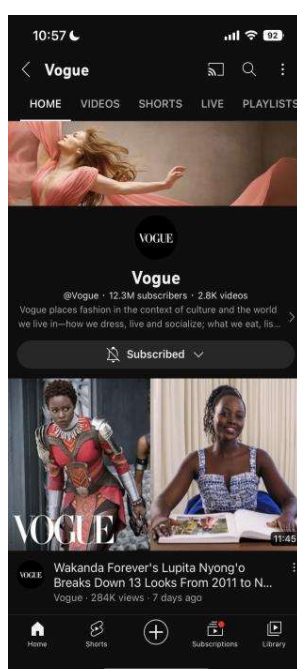 10:57
92
Vogue
HOME VIDEOS SHORTS LIVE PLAYLISTS
VOGUE
Vogue
@Vogue · 12.3M subscribers · 2.8K videos
Vogue places fashion in the context of culture and the world
we live in—how we dress, live and socialize; what we eat, lis...
Subscribed
VOGUE
11:45
VOGUE
Wakanda Forever's Lupita Nyong'o
Breaks Down 13 Looks From 2011 to N...
Vogue · 284K views · 7 days ago
Home Shorts Subscriptions Library